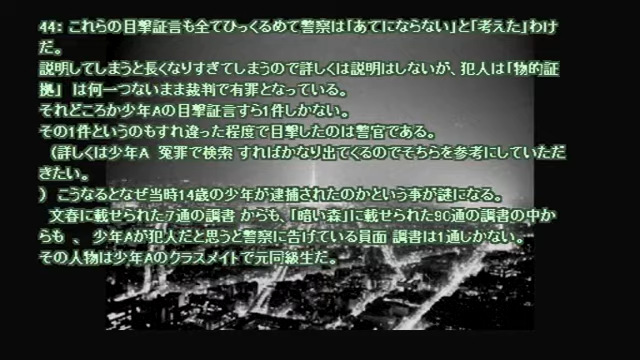 44: これらの目撃証言も全てひっくるめて警察は「あてにならない」と「考えた」わけ
だ。
説明してしまうと長くなりすぎてしまうので詳しくは説明はしないが、犯人は「物的証
拠」 は何一つないまま裁判で有罪となっている。
それどころか少年Aの目撃証言すら1件しかない。
その1件というのもすれ違った程度で目撃したのは警官である。
（詳しくは少年A 冤罪で検索 すればかなり出てくるのでそちらを参考にしていただ
きたい。
） こうなるとなぜ当時14歳の少年が逮捕されたのかという事が謎になる。
文春に載せられた7通の調書 からも、「暗い森」に載せられた90通の調書の中か
らも 、 少年Aが犯人だと思うと警察に告げている員面 調書は1通しかない。
その人物は少年Aのクラスメイトで元同級生だ。